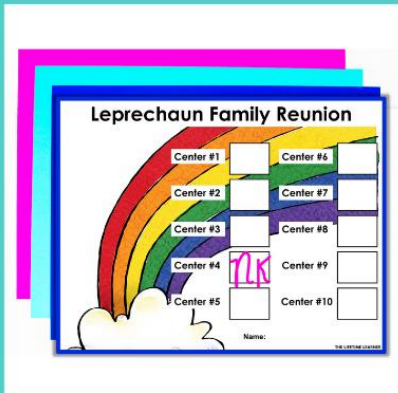 Leprechaun Family Reunion
Center #1
Center #2
Center #3
Center #4 NK
Center #5
Center #6
Center #7
Center #8
Center #9
Center #10
Name:
THE LIFETIME LEARNER